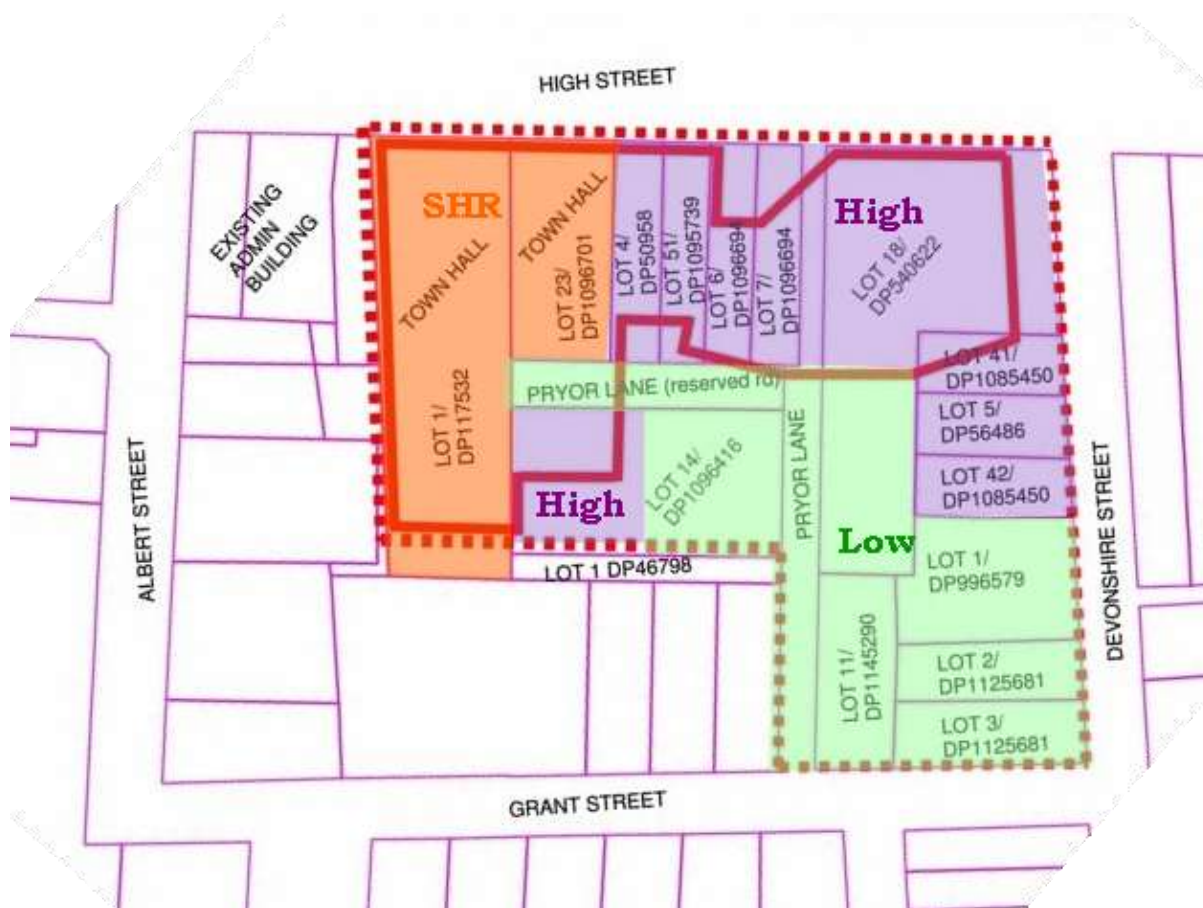 HIGH STREET
EXISTING
ADMIN
BUILDING
SHR
TOWN HALL
TOWN HALL
LOT 23/
DP1096701
LOT 4/
DP50958
LOT 51/
DP1095739
LOT 6/
DP1096694
LOT 7/
DP1096694
High
LOT 18/
DP540622
LOT 1/
DP117532
PRYOR LANE (reserved rd)
LOT 41/
DP1085450
LOT 5/
DP56486
LOT 42/
DP1085450
High
LOT 14/
DP1096416
PRYOR LANE
Low
LOT 1 DP46798
LOT 1/
DP996579
LOT 11/
DP1145290
LOT 2/
DP1125681
LOT 3/
DP1125681
ALBERT STREET
DEVONSHIRE STREET
GRANT STREET